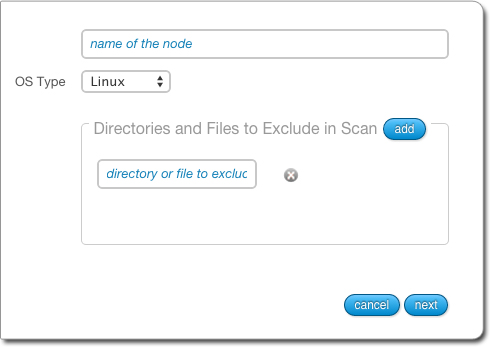 name of the node
OS Type Linux
Directories and Files to Exclude in Scan add
directory or file to exclud
cancel next